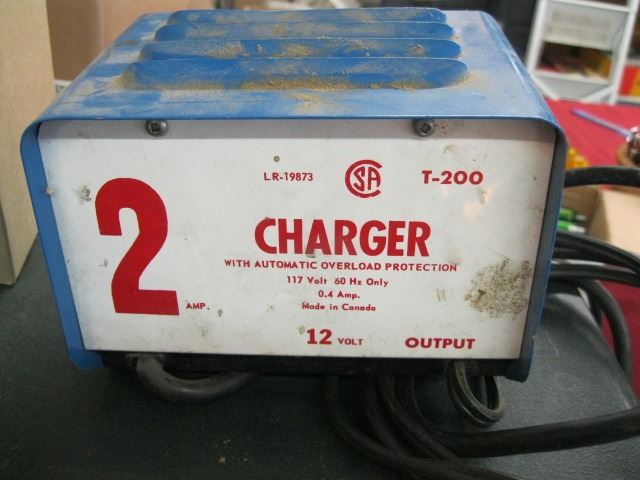 LR-19873 CSA T-200
2 AMP.
CHARGER
WITH AUTOMATIC OVERLOAD PROTECTION
117 Volt 60 Hz Only
0.4 Amp.
Made in Canada
12 VOLT OUTPUT